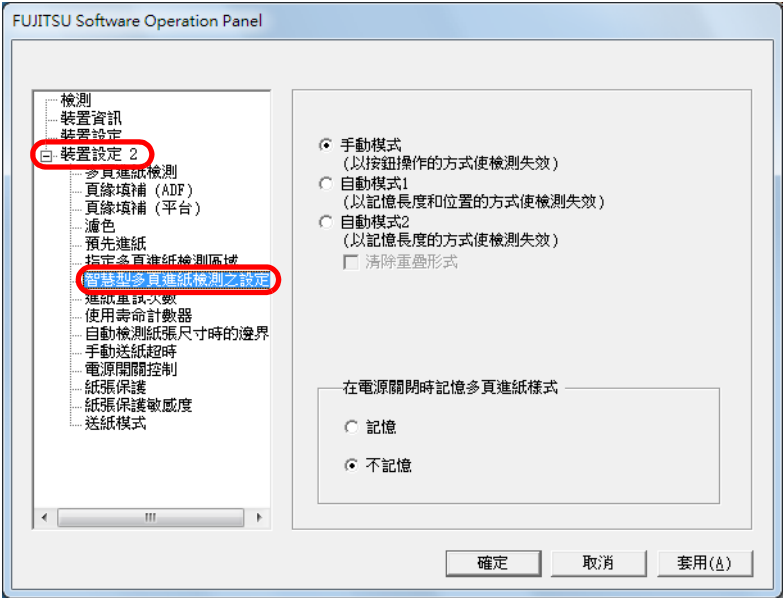 FUJITSU Software Operation Panel
檢測
裝置資訊
裝置設定
裝置設定 2
多頁進紙檢測
頁緣填補 (ADF)
頁緣填補 (平台)
濾色
預先進紙
指定多頁進紙檢測區域
智慧型多頁進紙檢測之設定
進紙重試次數
使用壽命計數器
自動檢測紙張尺寸時的邊界
手動送紙超時
電源開關控制
紙張保護
紙張保護敏感度
送紙模式
手動模式
(以按鈕操作的方式使檢測失效)
自動模式1
(以記憶長度和位置的方式使檢測失效)
自動模式2
(以記憶長度的方式使檢測失效)
清除重疊形式
在電源關閉時記憶多頁進紙樣式
記憶
不記憶
確定
取消
套用(A)